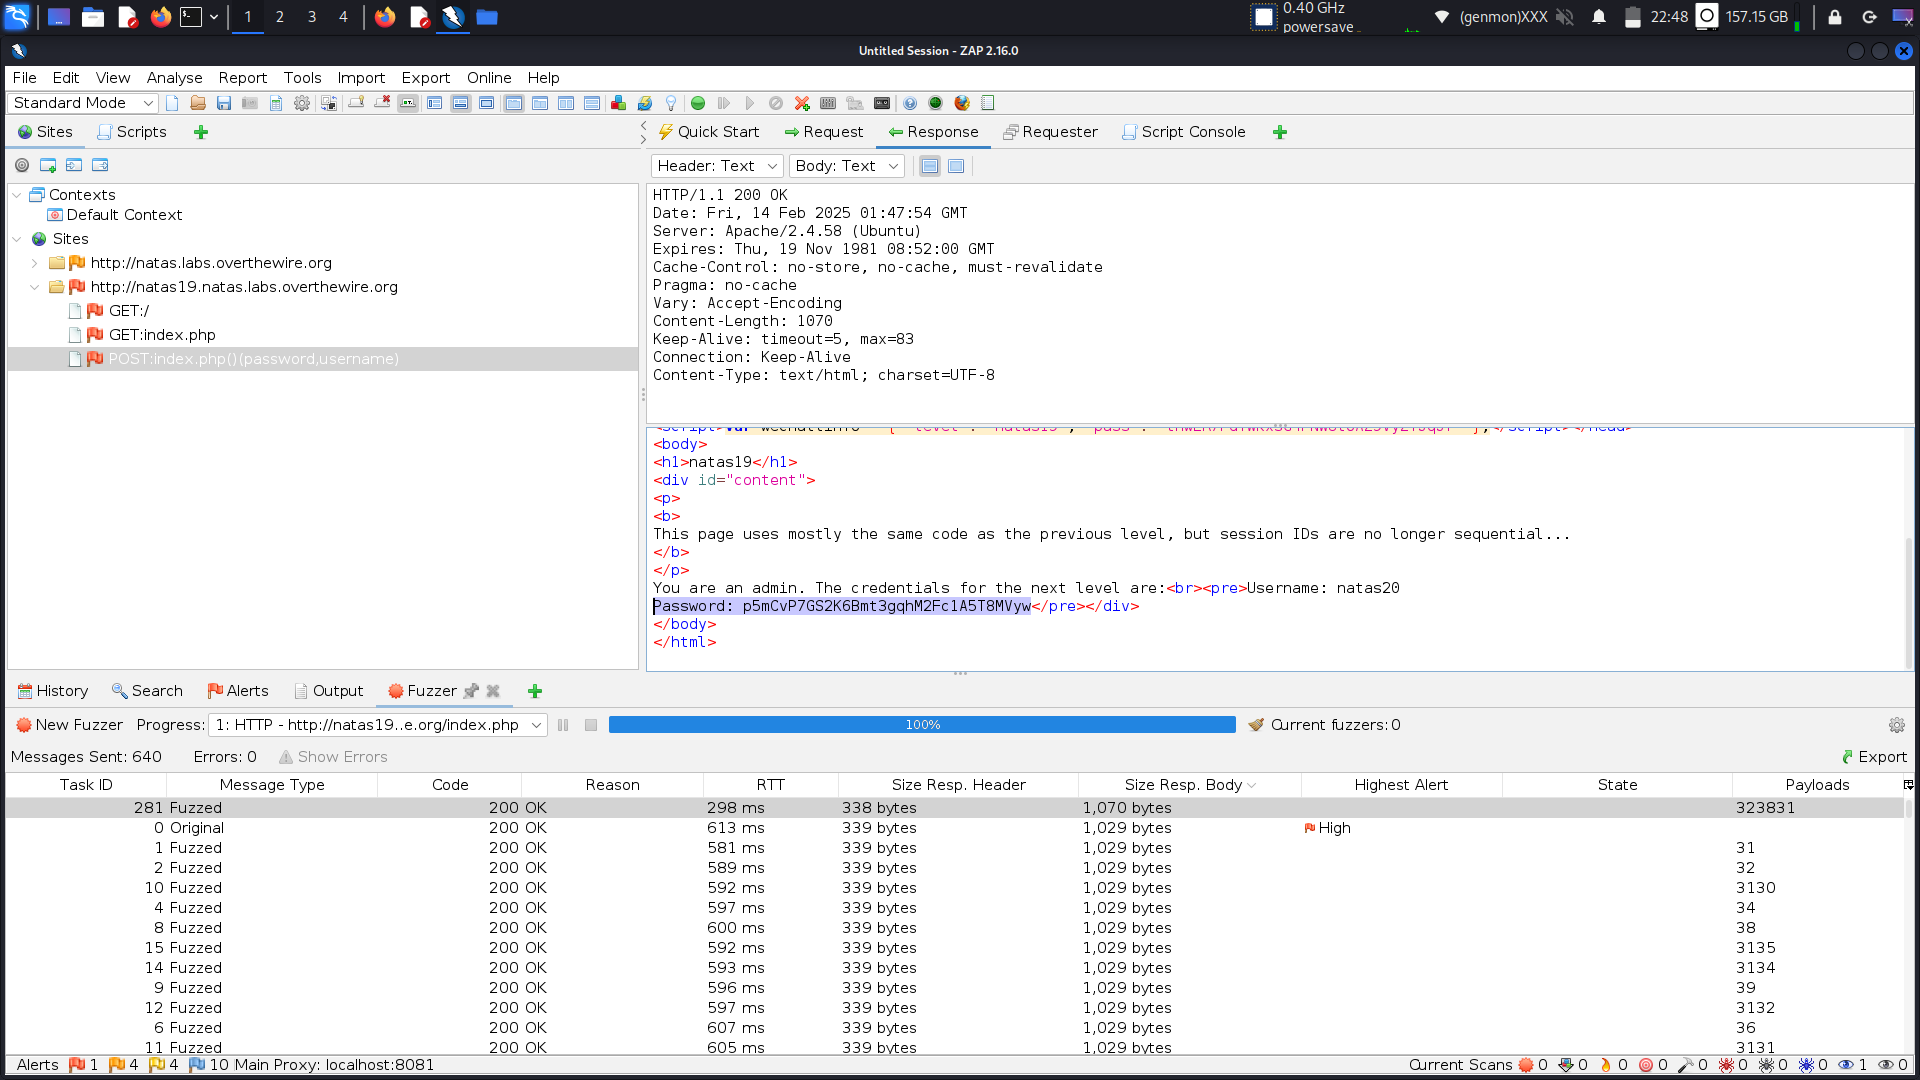 1 2 3 4 0.40 GHz powersave (genmon)XXX 22:48 157.15 GB
Untitled Session - ZAP 2.16.0
File Edit View Analyse Report Tools Import Export Online Help
Standard Mode
Sites Scripts
Quick Start Request Response Requester Script Console
Header: Text Body: Text
Contexts
Default Context
Sites
http://natas.labs.overthewire.org
http://natas19.natas.labs.overthewire.org
GET:/
GET:index.php
POST:index.php()(password,username)
HTTP/1.1 200 OK
Date: Fri, 14 Feb 2025 01:47:54 GMT
Server: Apache/2.4.58 (Ubuntu)
Expires: Thu, 19 Nov 1981 08:52:00 GMT
Cache-Control: no-store, no-cache, must-revalidate
Pragma: no-cache
Vary: Accept-Encoding
Content-Length: 1070
Keep-Alive: timeout=5, max=83
Connection: Keep-Alive
Content-Type: text/html; charset=UTF-8
<body>
<h1>natas19</h1>
<div id="content">
<p>
<b>
This page uses mostly the same code as the previous level, but session IDs are no longer sequential...
</b>
</p>
You are an admin. The credentials for the next level are:<br><pre>Username: natas20
Password: p5mCvP7GS2K6Bmt3gqhM2Fc1A5T8MVyw</pre></div>
</body>
</html>
History Search Alerts Output Fuzzer
New Fuzzer Progress: 1: HTTP - http://natas19..e.org/index.php 100% Current fuzzers: 0
Messages Sent: 640 Errors: 0 Show Errors Export
Task ID Message Type Code Reason RTT Size Resp. Header Size Resp. Body Highest Alert State Payloads
281 Fuzzed 200 OK 298 ms 338 bytes 1,070 bytes 323831
0 Original 200 OK 613 ms 339 bytes 1,029 bytes High
1 Fuzzed 200 OK 581 ms 339 bytes 1,029 bytes 31
2 Fuzzed 200 OK 589 ms 339 bytes 1,029 bytes 32
10 Fuzzed 200 OK 592 ms 339 bytes 1,029 bytes 3130
4 Fuzzed 200 OK 597 ms 339 bytes 1,029 bytes 34
8 Fuzzed 200 OK 600 ms 339 bytes 1,029 bytes 38
15 Fuzzed 200 OK 592 ms 339 bytes 1,029 bytes 3135
14 Fuzzed 200 OK 593 ms 339 bytes 1,029 bytes 3134
9 Fuzzed 200 OK 596 ms 339 bytes 1,029 bytes 39
12 Fuzzed 200 OK 597 ms 339 bytes 1,029 bytes 3132
6 Fuzzed 200 OK 607 ms 339 bytes 1,029 bytes 36
11 Fuzzed 200 OK 605 ms 339 bytes 1,029 bytes 3131
Alerts 1 4 4 10 Main Proxy: localhost:8081 Current Scans 0 0 0 0 0 0 0 0 1 0